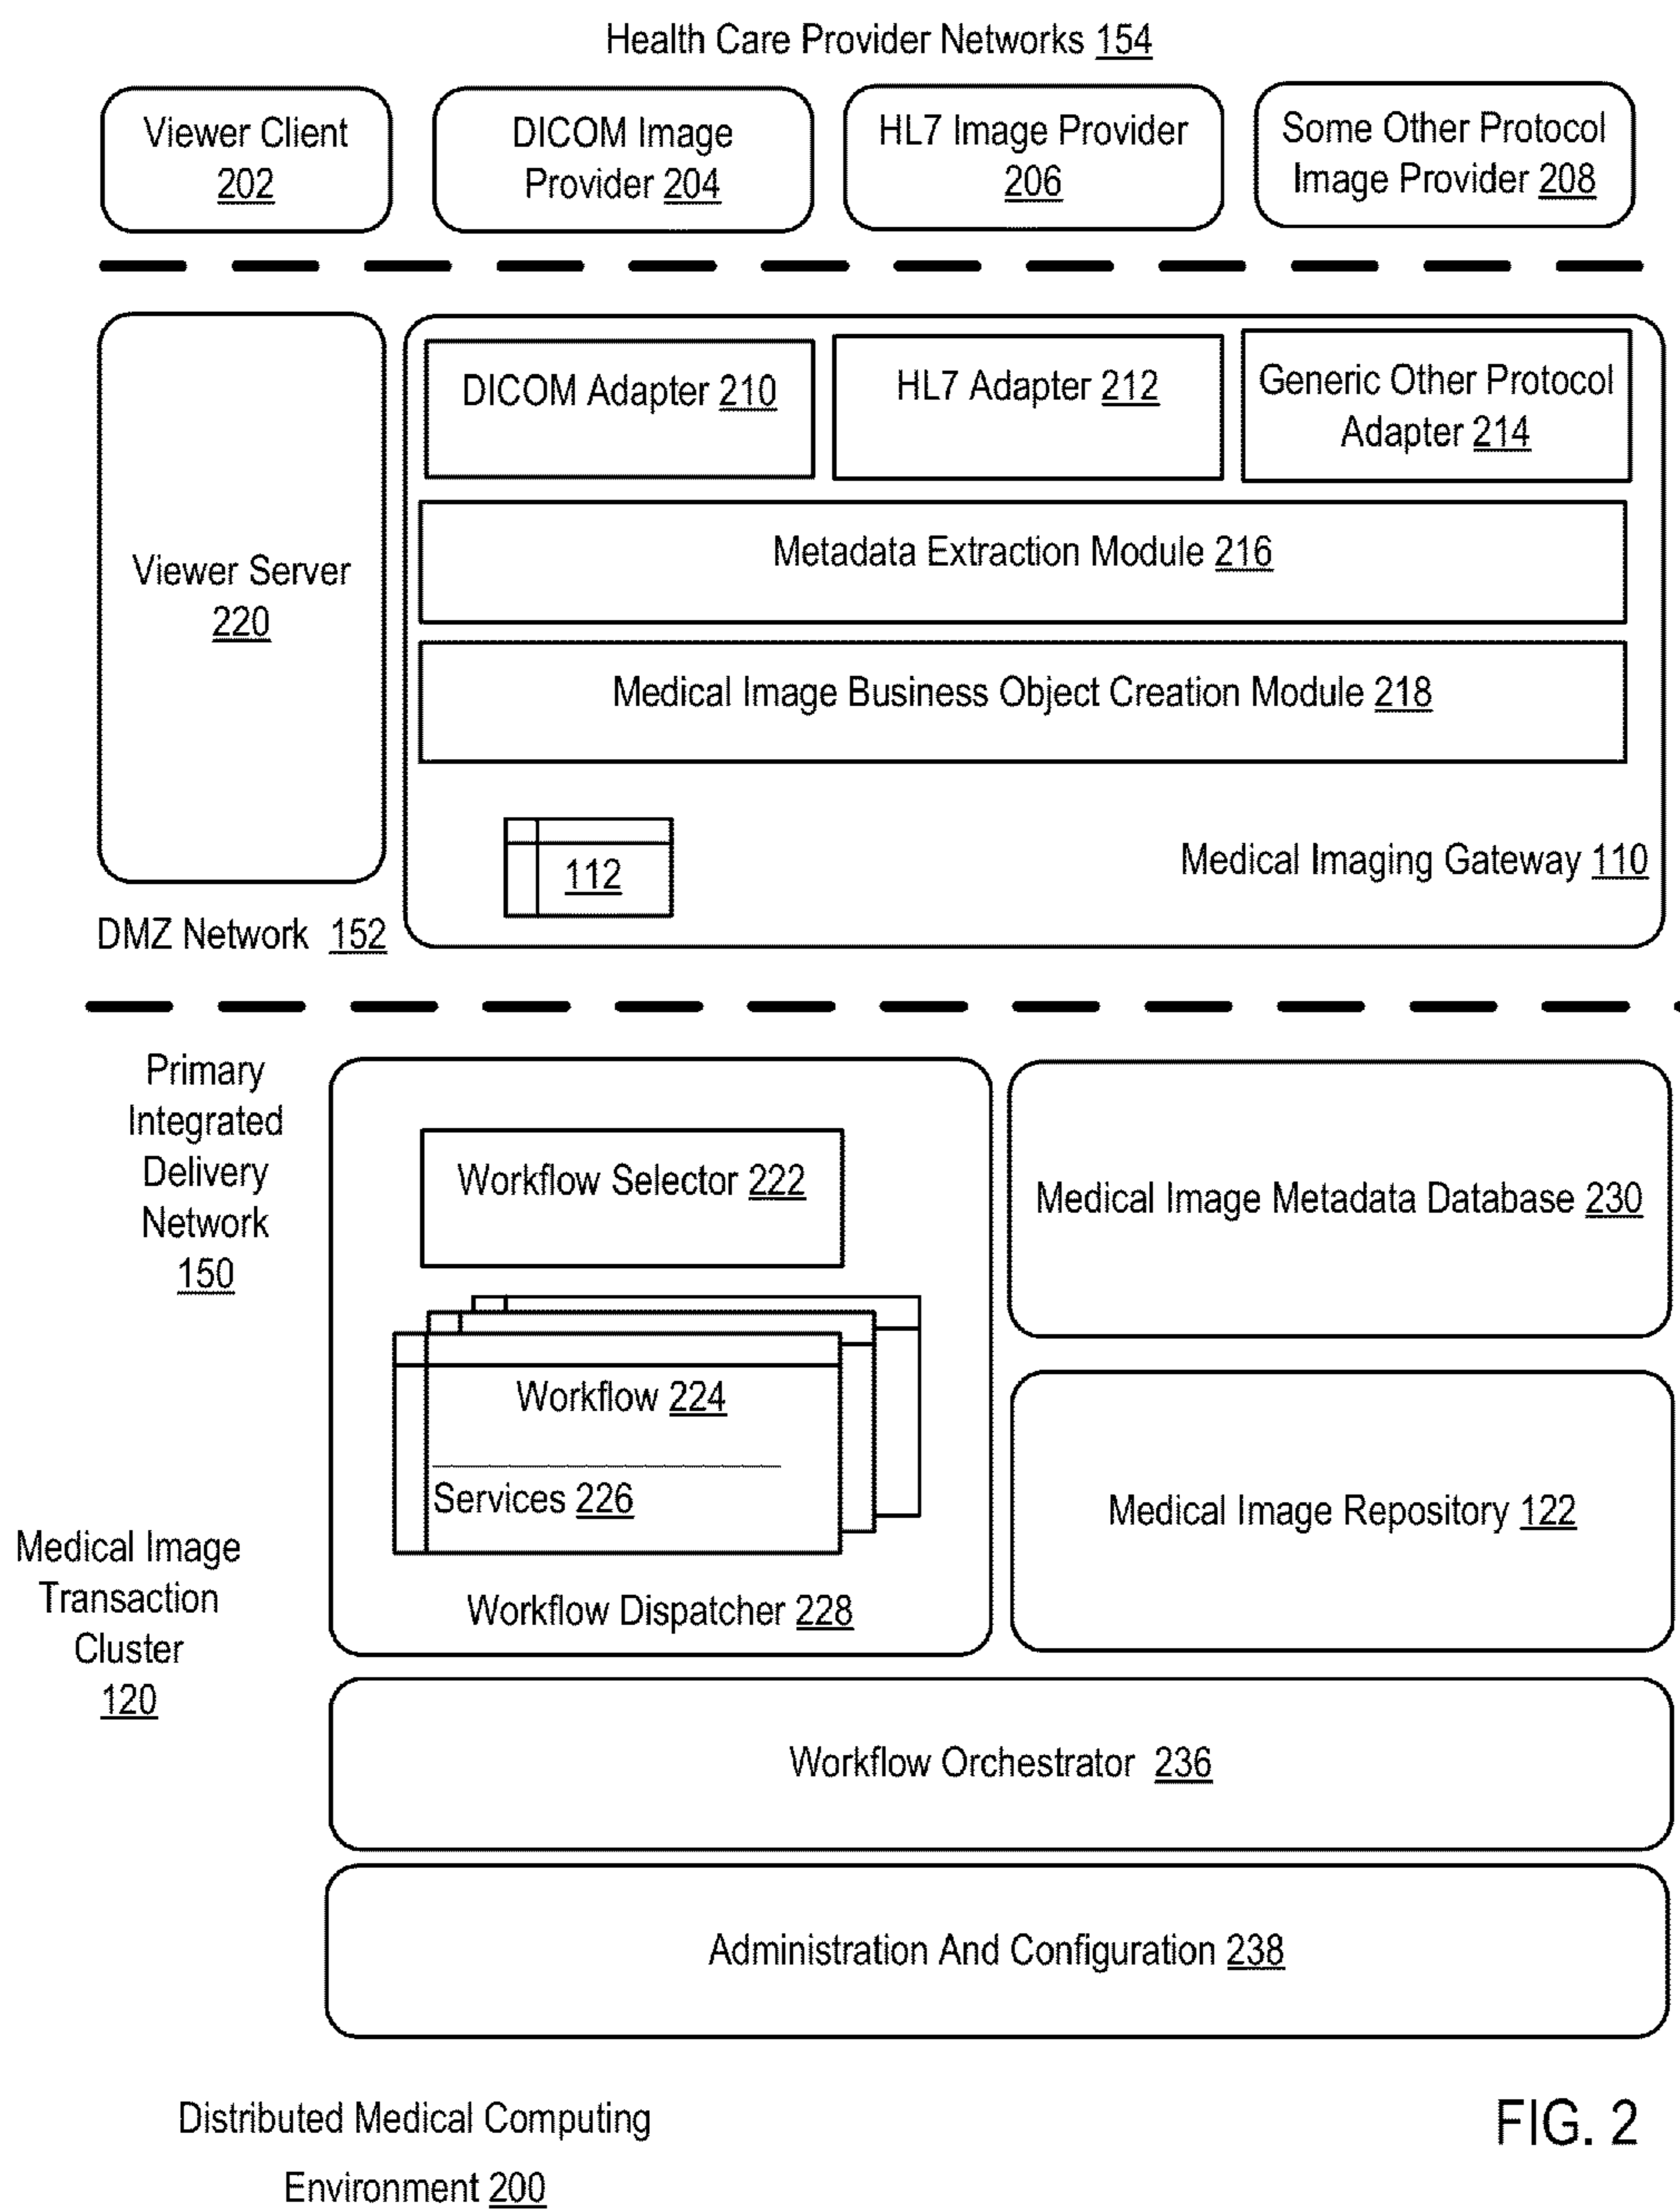 Health Care Provider Networks 154
Viewer Client
202
DICOM Image
Provider 204
HL7 Image Provider
206
Some Other Protocol
Image Provider 208
Viewer Server
220
DICOM Adapter 210
HL7 Adapter 212
Generic Other Protocol
Adapter 214
Metadata Extraction Module 216
Medical Image Business Object Creation Module 218
112
Medical Imaging Gateway 110
DMZ Network 152
Primary
Integrated
Delivery
Network
150
Workflow Selector 222
Workflow 224
Services 226
Workflow Dispatcher 228
Medical Image Metadata Database 230
Medical Image Repository 122
Medical Image
Transaction
Cluster
120
Workflow Orchestrator 236
Administration And Configuration 238
Distributed Medical Computing
Environment 200
FIG. 2